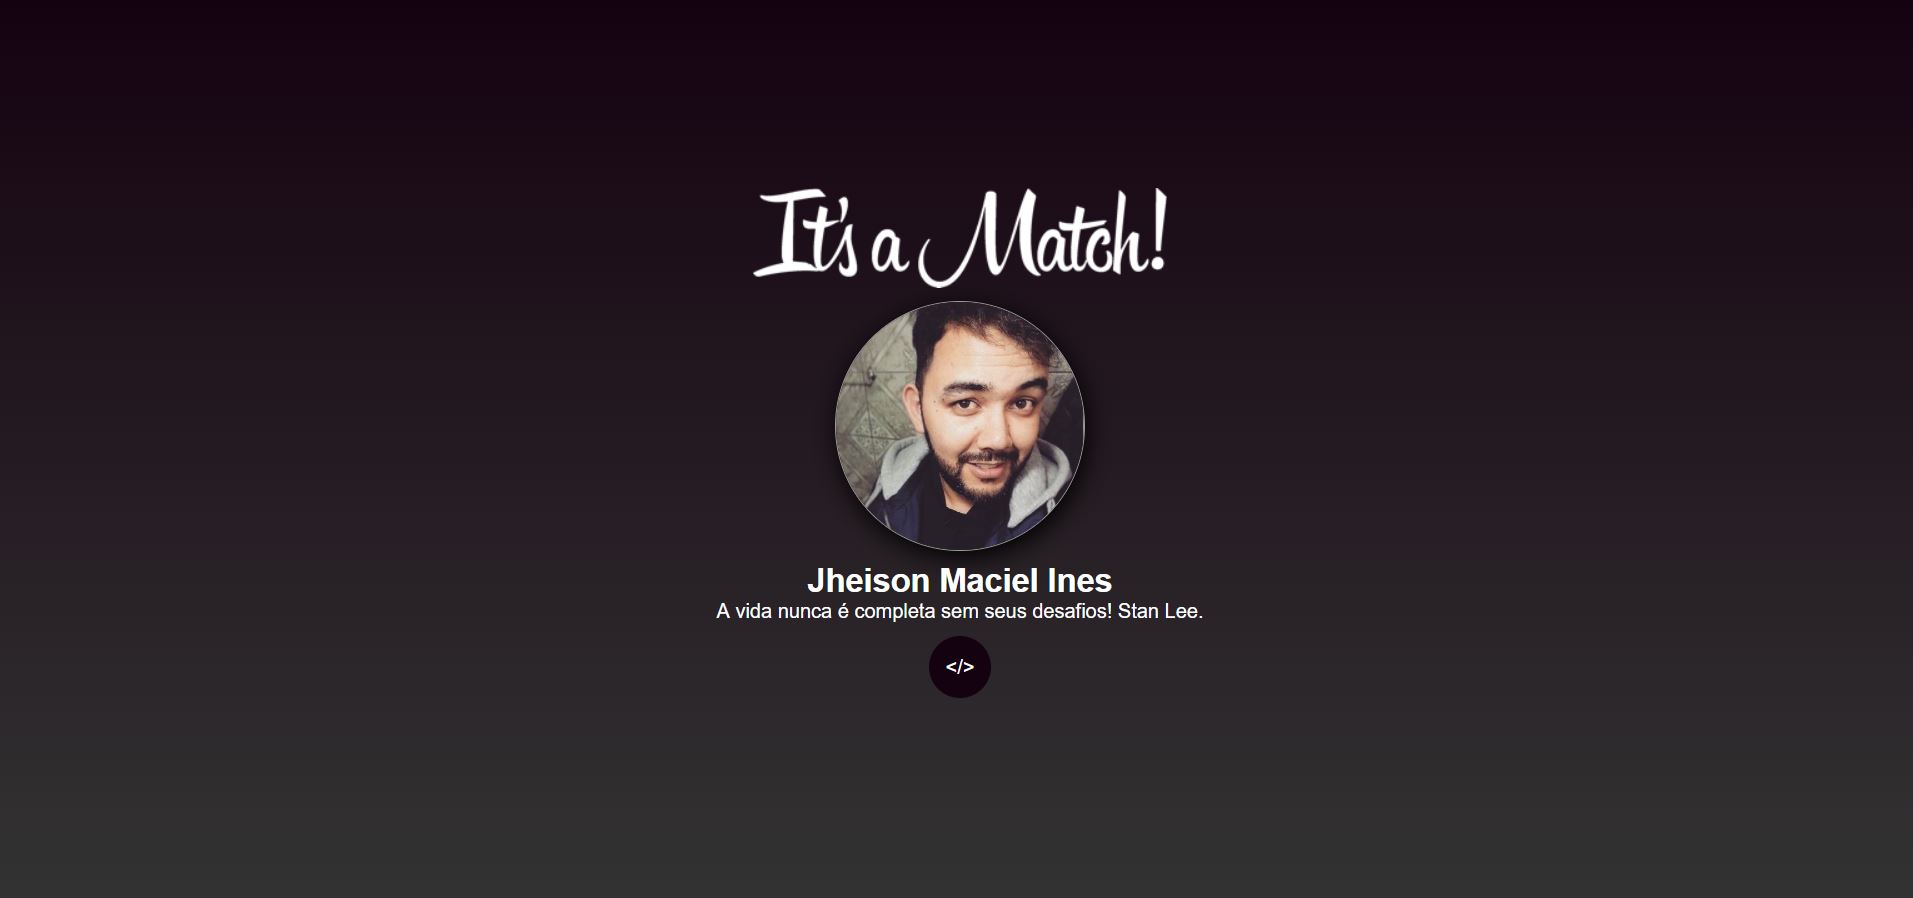 It's a Match!
Jheison Maciel Ines
A vida nunca é completa sem seus desafios! Stan Lee.
</>